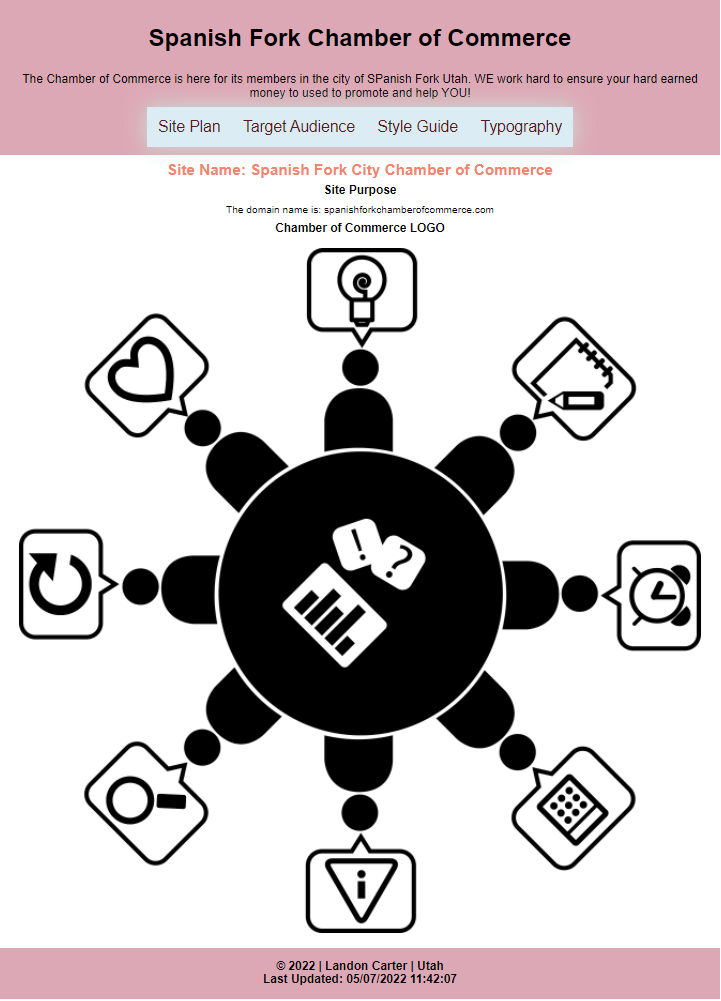 Spanish Fork Chamber of Commerce
The Chamber of Commerce is here for its members in the city of SPanish Fork Utah. WE work hard to ensure your hard earned
money to used to promote and help YOU!
Site Plan Target Audience Style Guide Typography
Site Name: Spanish Fork City Chamber of Commerce
Site Purpose
The domain name is: spanishforkchamberofcommerce.com
Chamber of Commerce LOGO
! ?
i
© 2022 | Landon Carter | Utah
Last Updated: 05/07/2022 11:42:07